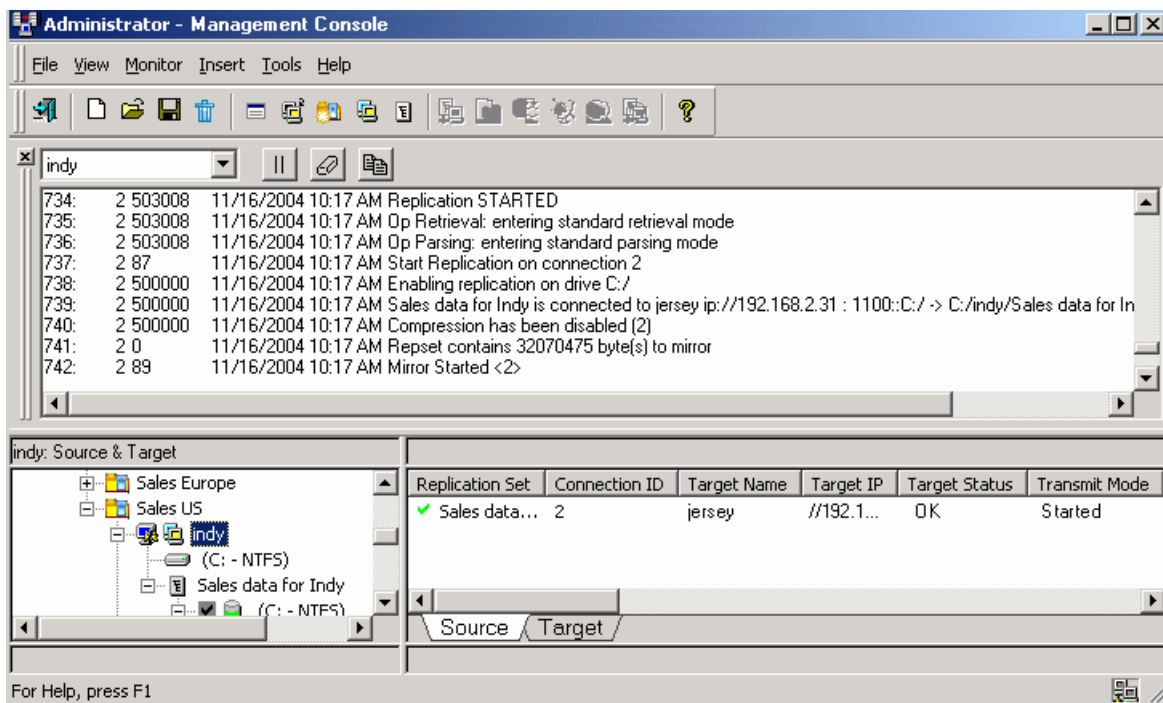 Administrator - Management Console
File View Monitor Insert Tools Help
indy
734: 2 503008 11/16/2004 10:17 AM Replication STARTED
735: 2 503008 11/16/2004 10:17 AM Op Retrieval: entering standard retrieval mode
736: 2 503008 11/16/2004 10:17 AM Op Parsing: entering standard parsing mode
737: 2 87 11/16/2004 10:17 AM Start Replication on connection 2
738: 2 500000 11/16/2004 10:17 AM Enabling replication on drive C:/
739: 2 500000 11/16/2004 10:17 AM Sales data for Indy is connected to jersey ip://192.168.2.31 : 1100::C:/ -> C:/indy/Sales data for In
740: 2 500000 11/16/2004 10:17 AM Compression has been disabled (2)
741: 2 0 11/16/2004 10:17 AM Repset contains 32070475 byte(s) to mirror
742: 2 89 11/16/2004 10:17 AM Mirror Started <2>
indy: Source & Target
Sales Europe
Sales US
indy
(C: - NTFS)
Sales data for Indy
(C: - NTFS)
Replication Set Connection ID Target Name Target IP Target Status Transmit Mode
Sales data... 2 jersey //192.1... OK Started
Source Target
For Help, press F1